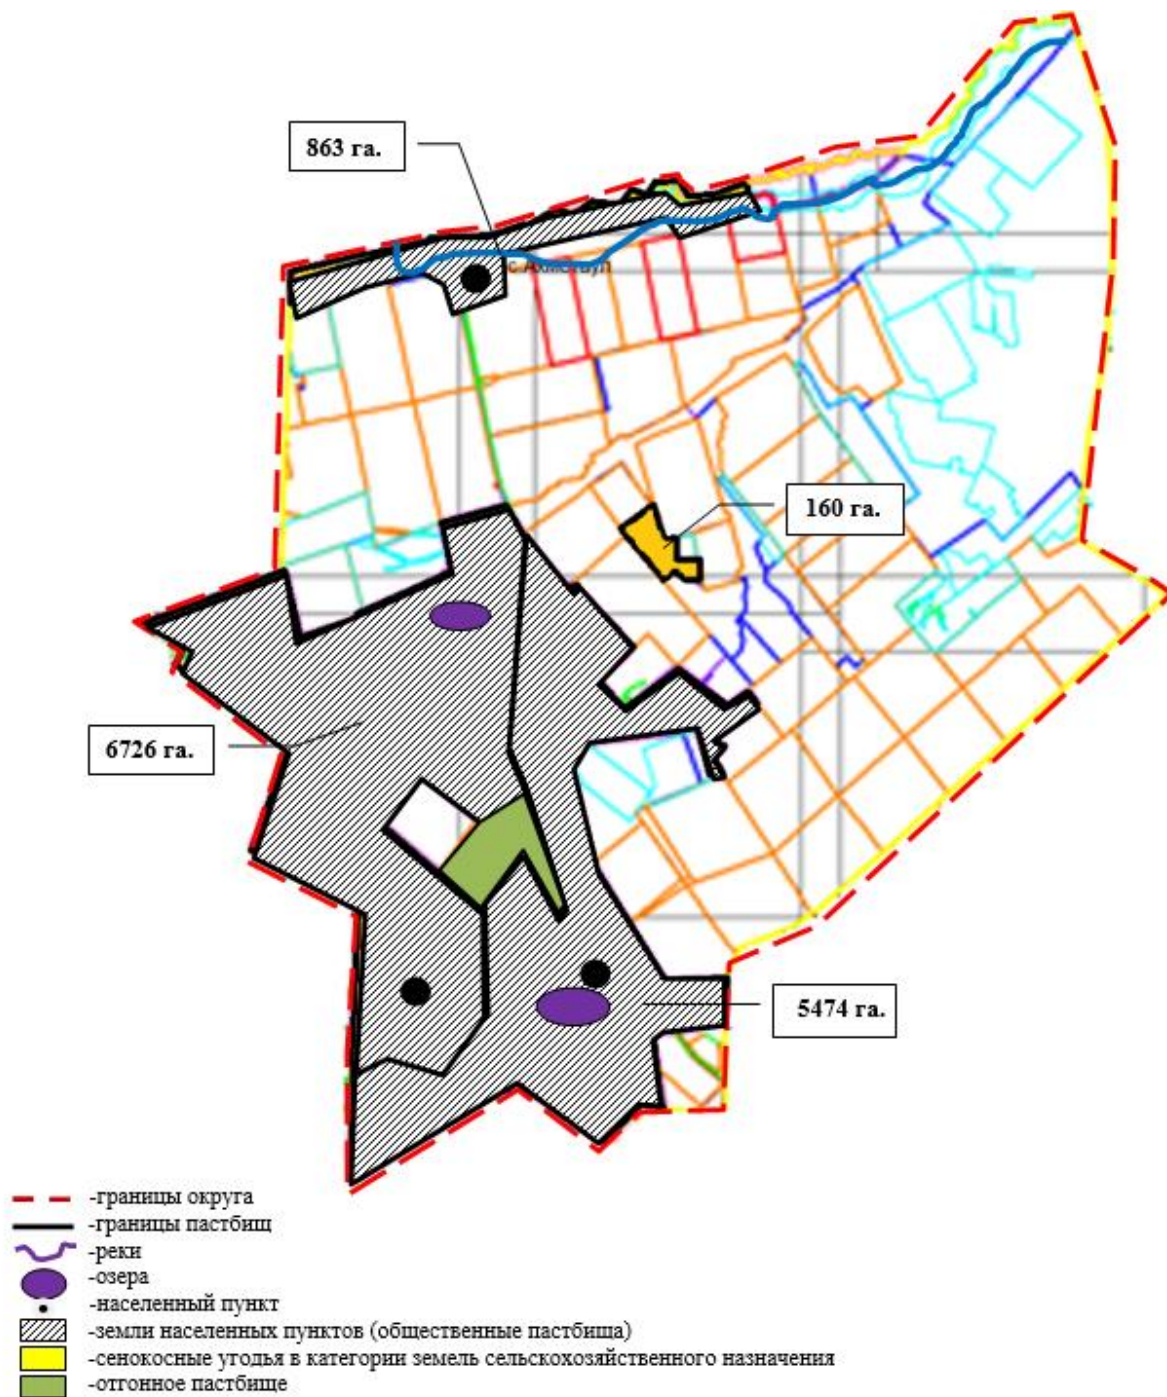 863 га.
с Ахметаул
160 га.
6726 га.
5474 га.
-границы округа
-границы пастбищ
-реки
-озера
-населенный пункт
-земли населенных пунктов (общественные пастбища)
-сенокосные угодья в категории земель сельскохозяйственного назначения
-отгонное пастбище